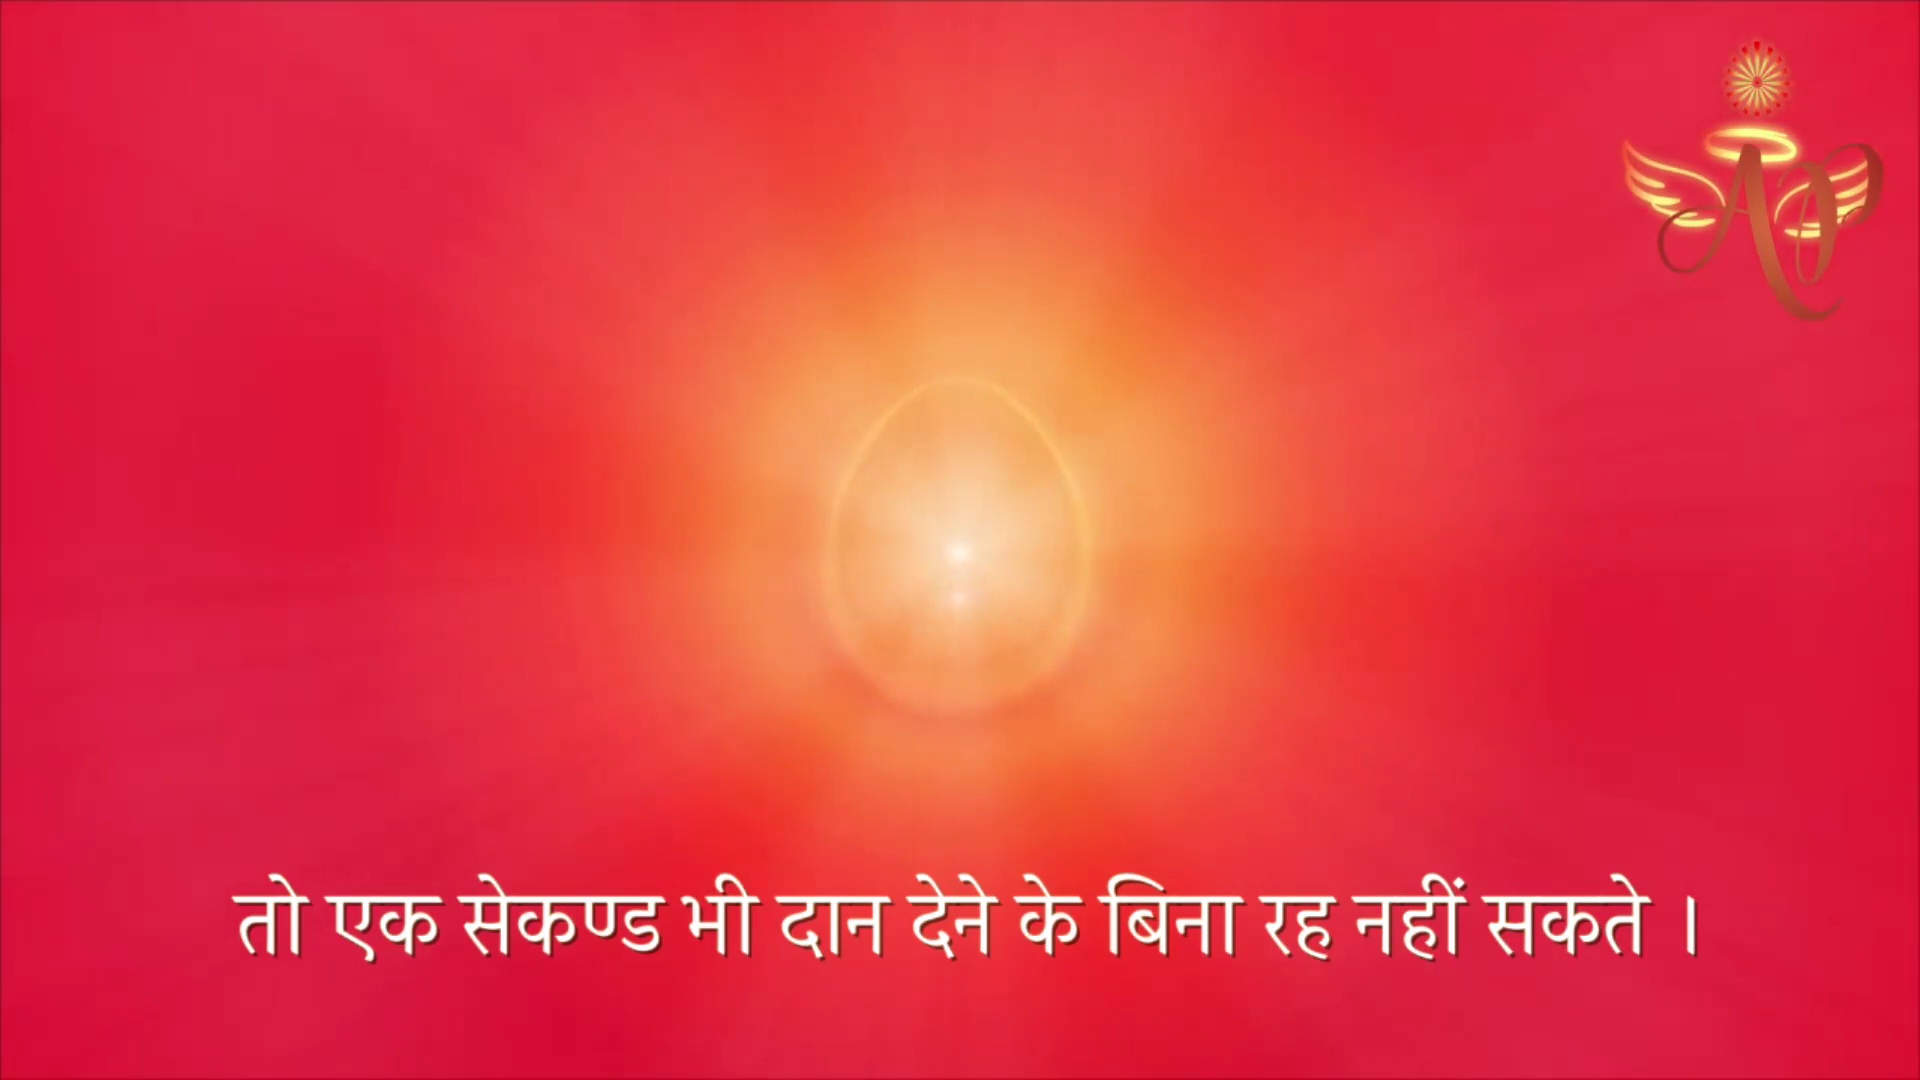 तो एक सेकण्ड भी दान देने के बिना रह नहीं सकते ।